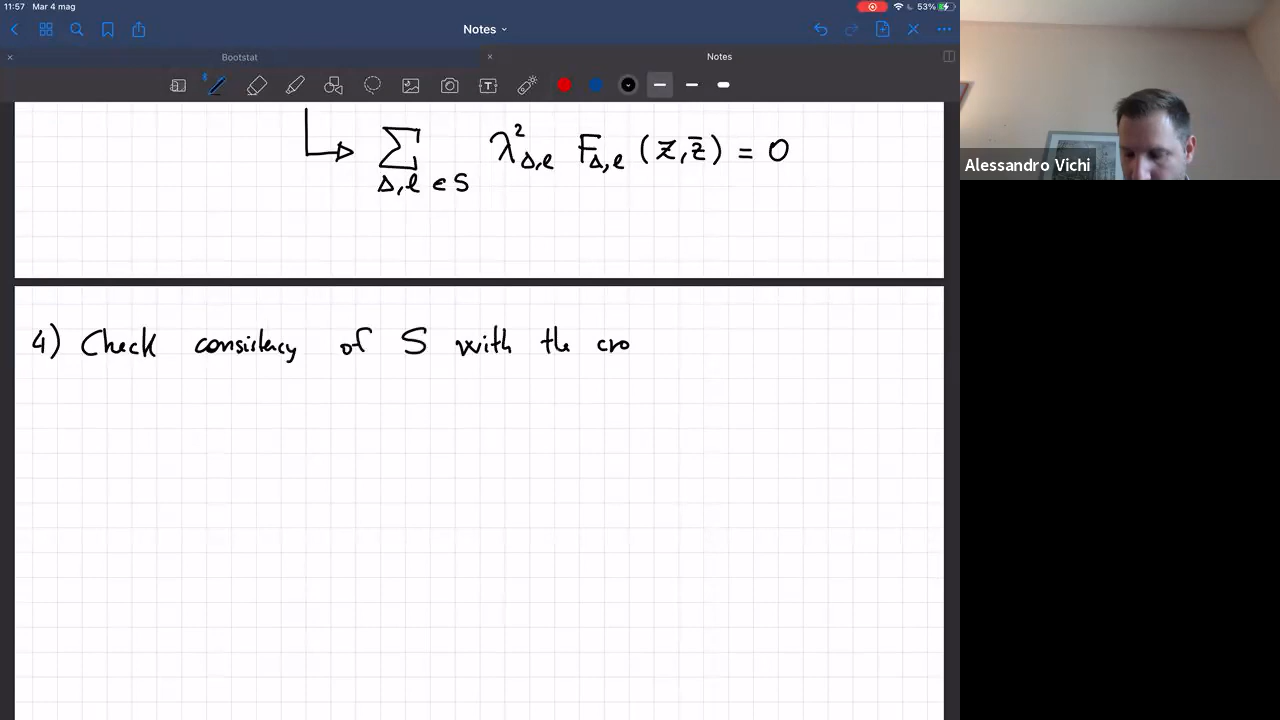 11:57 Mar 4 mag 53%
Notes
Bootstat Notes
Σ λ²Δ,ℓ FΔ,ℓ (z, z̄) = 0
Δ,ℓ ∈ S
4) Check consistency of S with the cro
Alessandro Vichi